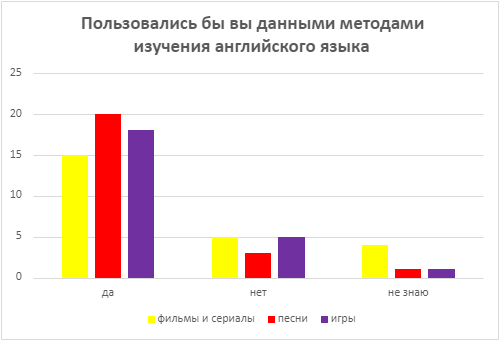 Пользовались бы вы данными методами
изучения английского языка
25
20
15
10
5
0
да нет не знаю
фильмы и сериалы песни игры